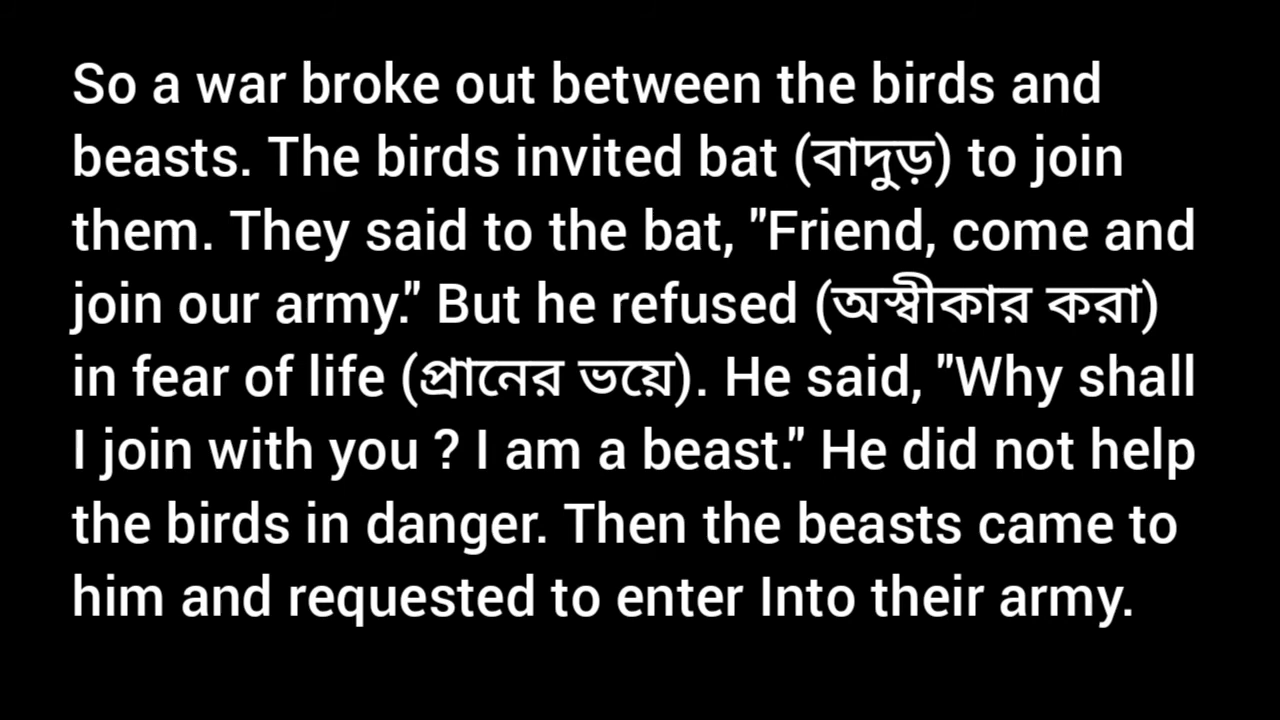 So a war broke out between the birds and
beasts. The birds invited bat (বাদুড়) to join
them. They said to the bat, "Friend, come and
join our army." But he refused (অস্বীকার করা)
in fear of life (প্রানের ভয়ে). He said, "Why shall
I join with you ? I am a beast." He did not help
the birds in danger. Then the beasts came to
him and requested to enter Into their army.